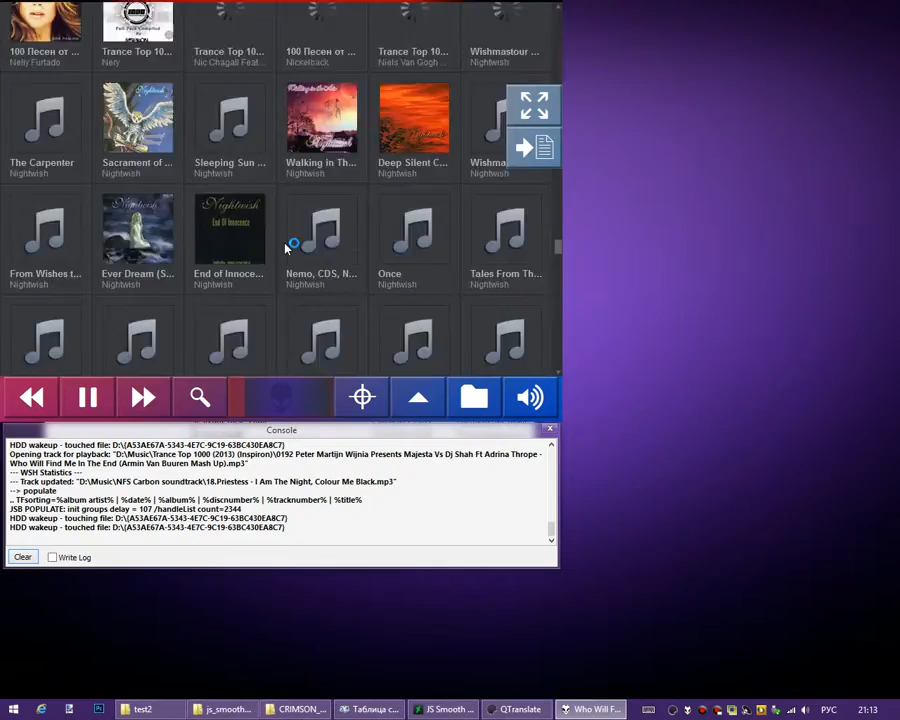 100 Песен от ...
Nelly Furtado
Trance Top 10...
Nery
Trance Top 10...
Nic Chagall Feat...
100 Песен от ...
Nickelback
Trance Top 10...
Niels Van Gogh ...
Wishmastour ...
Nightwish
The Carpenter
Nightwish
Nightwish
Sacrament of ...
Nightwish
Sleeping Sun ...
Nightwish
Walking in Th...
Nightwish
Nightwish
Deep Silent C...
Nightwish
Wishma
Nightwish
From Wishes t...
Nightwish
Ever Dream (S...
Nightwish
Nightwish
End Of Innocence
End of Innoce...
Nightwish
Nemo, CDS, N...
Nightwish
Once
Nightwish
Tales From Th...
Nightwish
Console
HDD wakeup - touched file: D:\{A53AE67A-5343-4E7C-9C19-63BC430EA8C7}
Opening track for playback: "D:\Music\Trance Top 1000 (2013) (Inspiron)\0192 Peter Martijn Wijnia Presents Majesta Vs Dj Shah Ft Adrina Thrope -
Who Will Find Me In The End (Armin Van Buuren Mash Up).mp3"
--- WSH Statistics ---
--- Track updated: "D:\Music\NFS Carbon soundtrack\18.Priestess - I Am The Night, Colour Me Black.mp3"
--> populate
.. TFsorting=%album artist% | %date% | %album% | %discnumber% | %tracknumber% | %title%
JSB POPULATE: init groups delay = 107 /handleList count=2344
HDD wakeup - touching file: D:\{A53AE67A-5343-4E7C-9C19-63BC430EA8C7}
HDD wakeup - touched file: D:\{A53AE67A-5343-4E7C-9C19-63BC430EA8C7}
Clear
Write Log
test2
js_smooth...
CRIMSON_...
Таблица с...
JS Smooth ...
QTranslate
Who Will F...
РУС
21:13